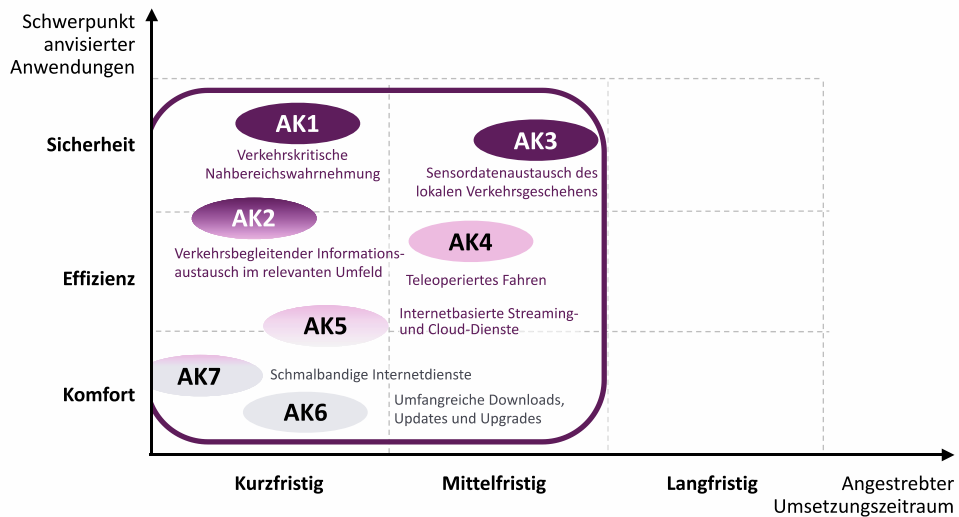 Schwerpunkt
anvisierter
Anwendungen
Sicherheit
AK1
Verkehrskritische
Nahbereichswahrnehmung
AK3
Sensordatenaustausch des
lokalen Verkehrsgeschehens
AK2
Verkehrsbegleitender Informations-
austausch im relevanten Umfeld
Effizienz
AK4
Teleoperiertes Fahren
AK5
Internetbasierte Streaming-
und Cloud-Dienste
Komfort
AK7
Schmalbandige Internetdienste
AK6
Umfangreiche Downloads,
Updates und Upgrades
Kurzfristig
Mittelfristig
Langfristig
Angestrebter
Umsetzungszeitraum